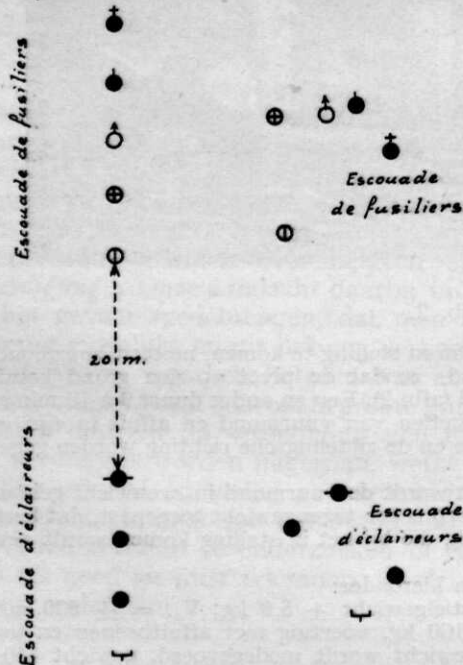 Escouade de fusiliers
Escouade
de fusiliers
20 m.
Escouade d'éclaireurs
Escouade
d'éclaireurs